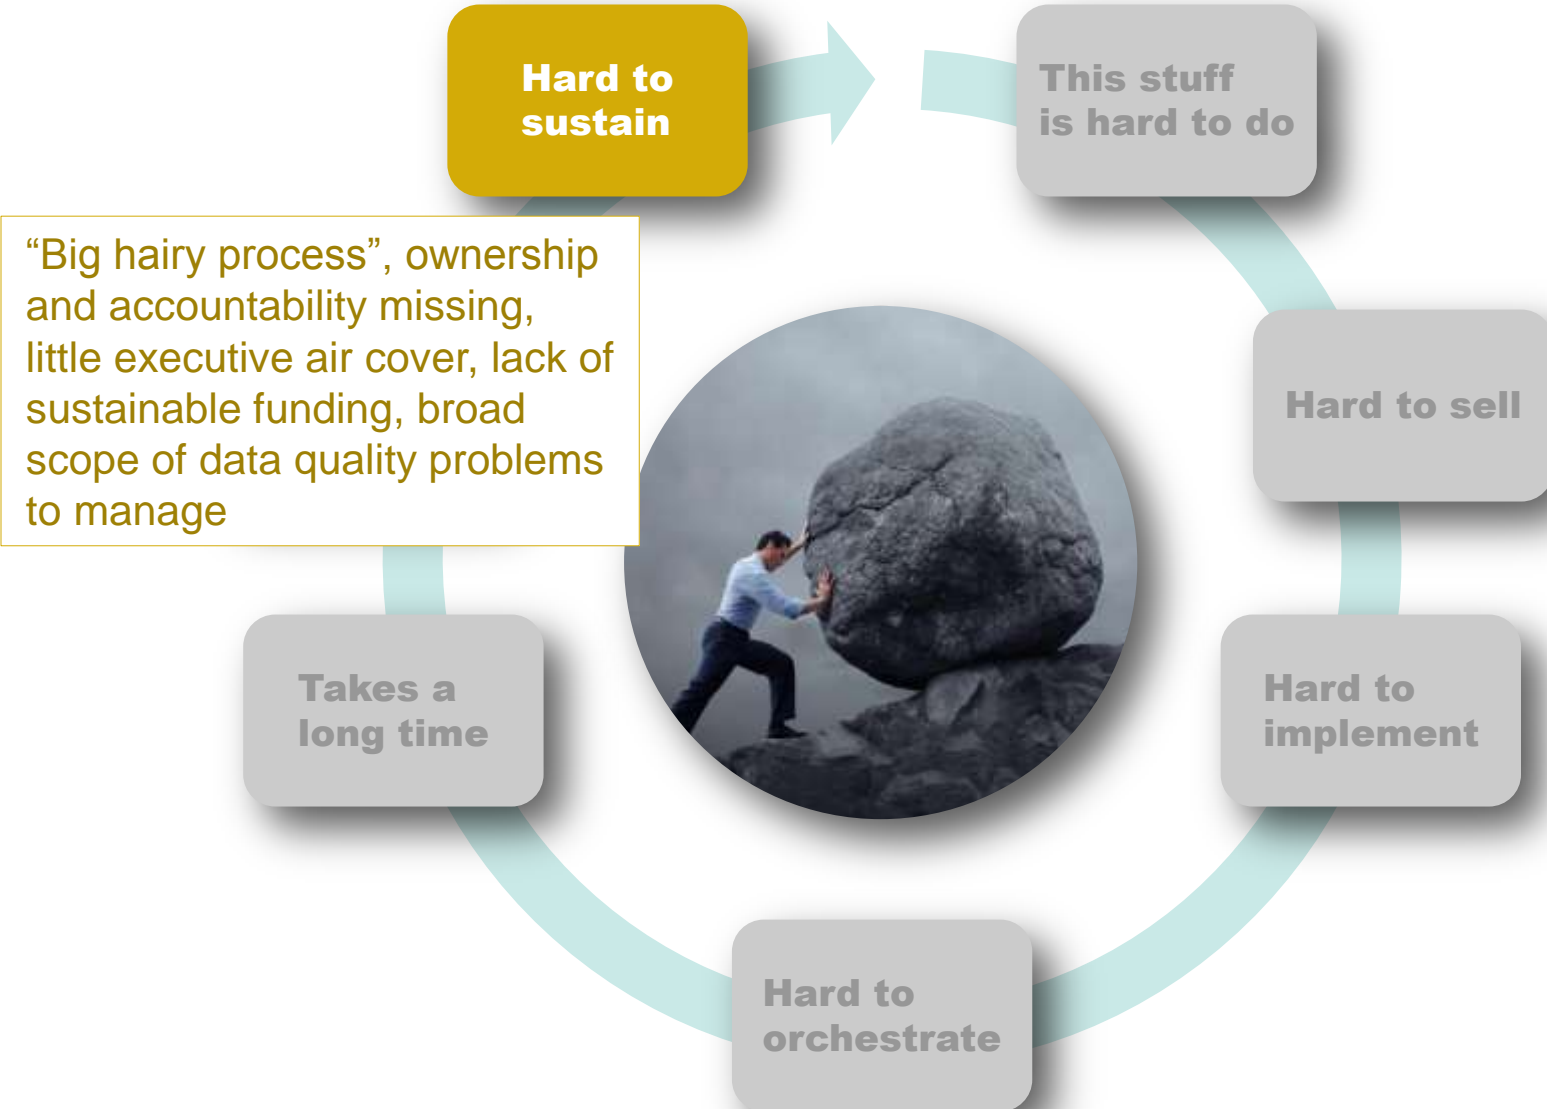 Hard to
sustain
This stuff
is hard to do
“Big hairy process”, ownership
and accountability missing,
little executive air cover, lack of
sustainable funding, broad
scope of data quality problems
to manage
Hard to sell
Takes a
long time
Hard to
implement
Hard to
orchestrate